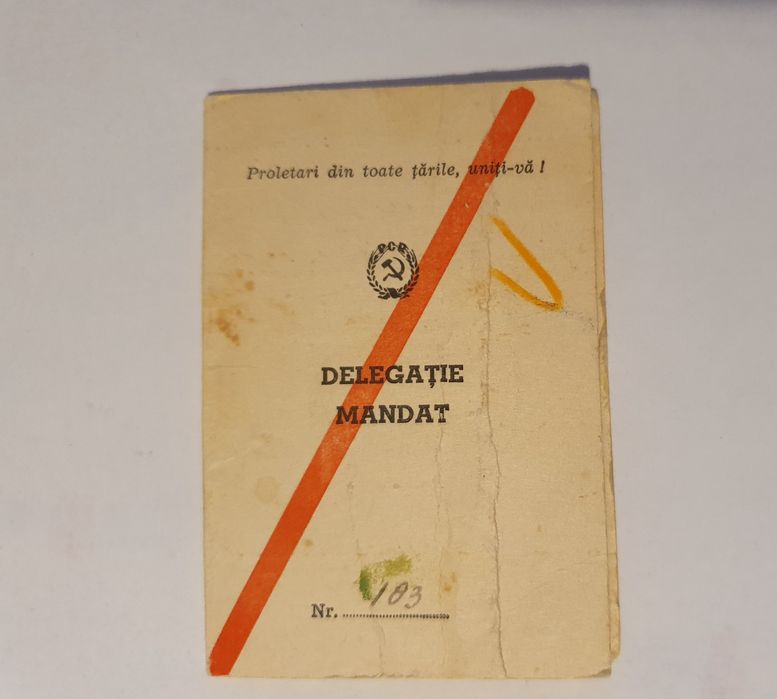 Proletari din toate țările, uniți-vă !
PCR
DELEGAȚIE
MANDAT
Nr. 103